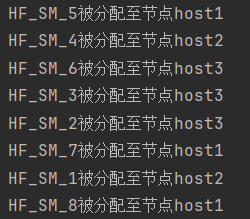 HF_SM_5被分配至节点host1
HF_SM_4被分配至节点host2
HF_SM_6被分配至节点host3
HF_SM_3被分配至节点host3
HF_SM_2被分配至节点host3
HF_SM_7被分配至节点host1
HF_SM_1被分配至节点host2
HF_SM_8被分配至节点host1